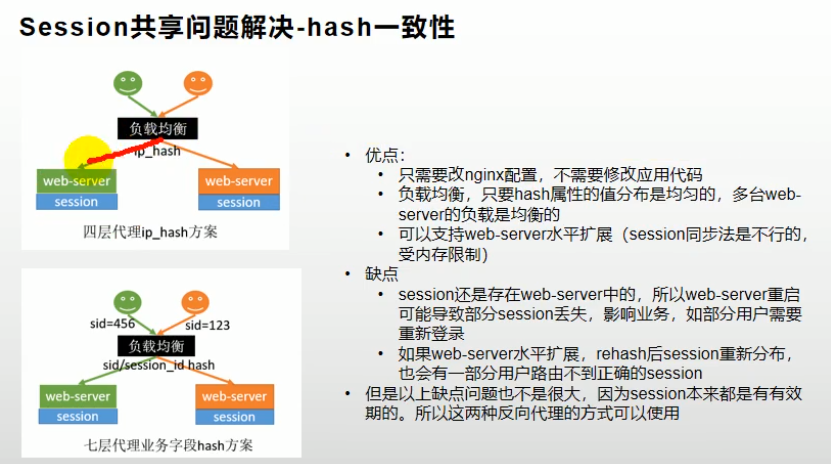 Session共享问题解决-hash一致性
负载均衡
ip_hash
web-server
web-server
session
session
四层代理ip_hash方案
sid=456
sid=123
负载均衡
sid/session_id hash
web-server
web-server
session
session
七层代理业务字段hash方案
• 优点：
• 只需要改nginx配置，不需要修改应用代码
• 负载均衡，只要hash属性的值分布是均匀的，多台web-
server的负载是均衡的
• 可以支持web-server水平扩展（session同步法是不行的，
受内存限制）
• 缺点
• session还是存在web-server中的，所以web-server重启
可能导致部分session丢失，影响业务，如部分用户需要
重新登录
• 如果web-server水平扩展，rehash后session重新分布，
也会有一部分用户路由不到正确的session
• 但是以上缺点问题也不是很大，因为session本来都是有有效
期的。所以这两种反向代理的方式可以使用